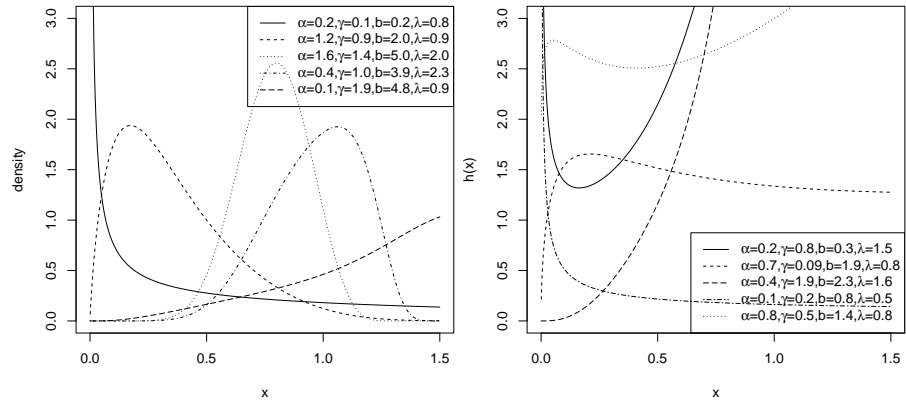 density
3.0
2.5
2.0
1.5
1.0
0.5
0.0
α=0.2,γ=0.1,b=0.2,λ=0.8
α=1.2,γ=0.9,b=2.0,λ=0.9
α=1.6,γ=1.4,b=5.0,λ=2.0
α=0.4,γ=1.0,b=3.9,λ=2.3
α=0.1,γ=1.9,b=4.8,λ=0.9
0.0 0.5 1.0 1.5
x
h(x)
3.0
2.5
2.0
1.5
1.0
0.5
0.0
α=0.2,γ=0.8,b=0.3,λ=1.5
α=0.7,γ=0.09,b=1.9,λ=0.8
α=0.4,γ=1.9,b=2.3,λ=1.6
α=0.1,γ=0.2,b=0.8,λ=0.5
α=0.8,γ=0.5,b=1.4,λ=0.8
0.0 0.5 1.0 1.5
x